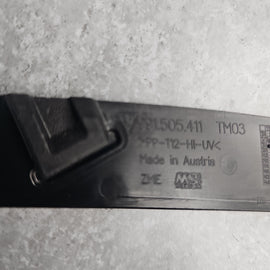 .505.411 TM03
>PP-T12-HI-UV<
Made in Austria
ZME